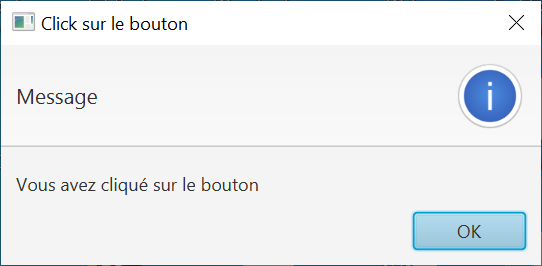 Click sur le bouton
Message
i
Vous avez cliqué sur le bouton
OK